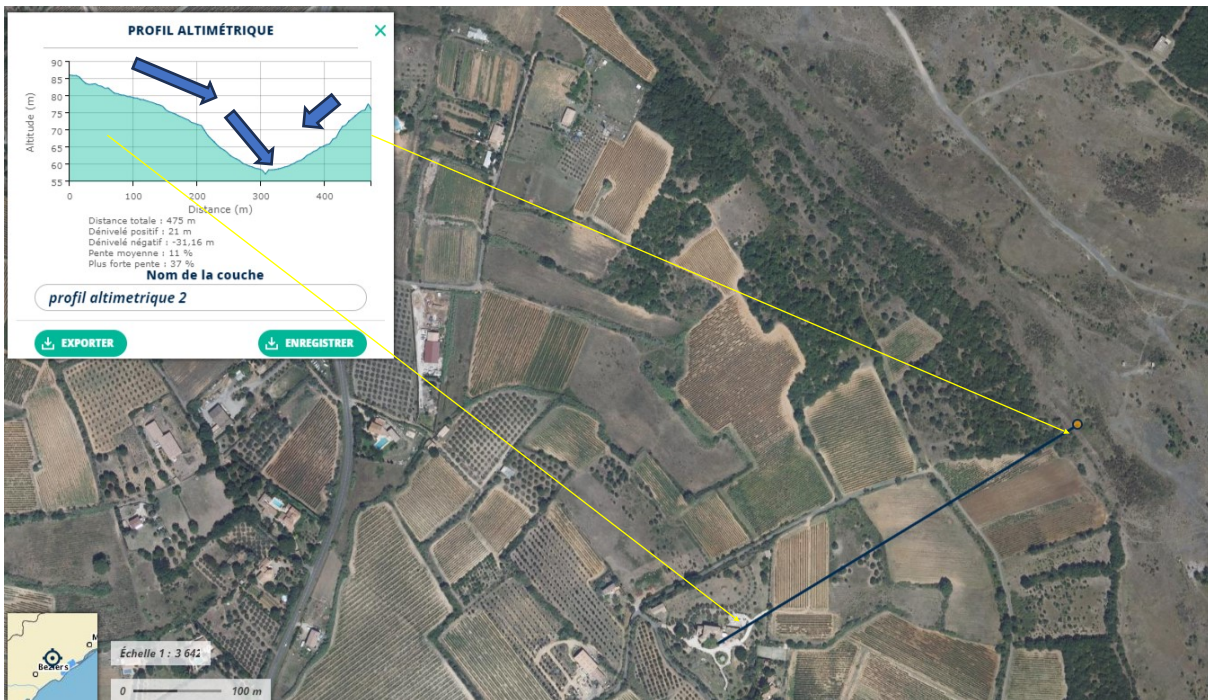 PROFIL ALTIMÉTRIQUE
90
85
80
75
70
65
60
55
Altitude (m)
0 100 200 300 400
Distance (m)
Distance totale : 475 m
Dénivelé positif : 21 m
Dénivelé négatif : -31,16 m
Pente moyenne : 11 %
Plus forte pente : 37 %
Nom de la couche
profil altimetrique 2
EXPORTER
ENREGISTRER
Béziers
M
Échelle 1 : 3 642
0 100 m